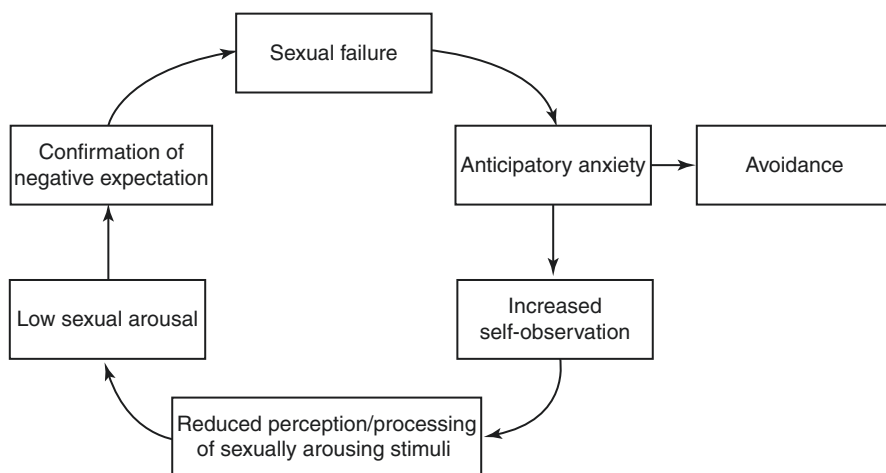 Sexual failure
Confirmation of
negative expectation
Anticipatory anxiety
Avoidance
Low sexual arousal
Increased
self-observation
Reduced perception/processing
of sexually arousing stimuli